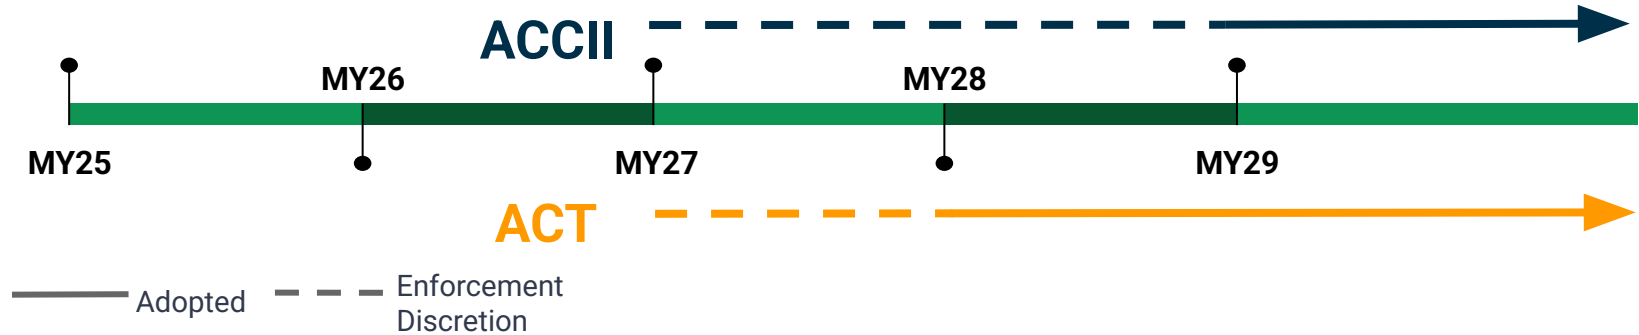 ACCII
MY26
MY28
MY25
MY27
MY29
ACT
Adopted
Enforcement
Discretion